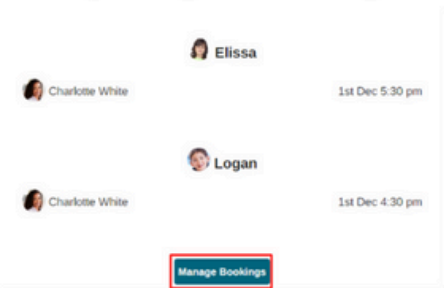 Elissa
Charlotte White 1st Dec 5:30 pm
Logan
Charlotte White 1st Dec 4:30 pm
Manage Bookings